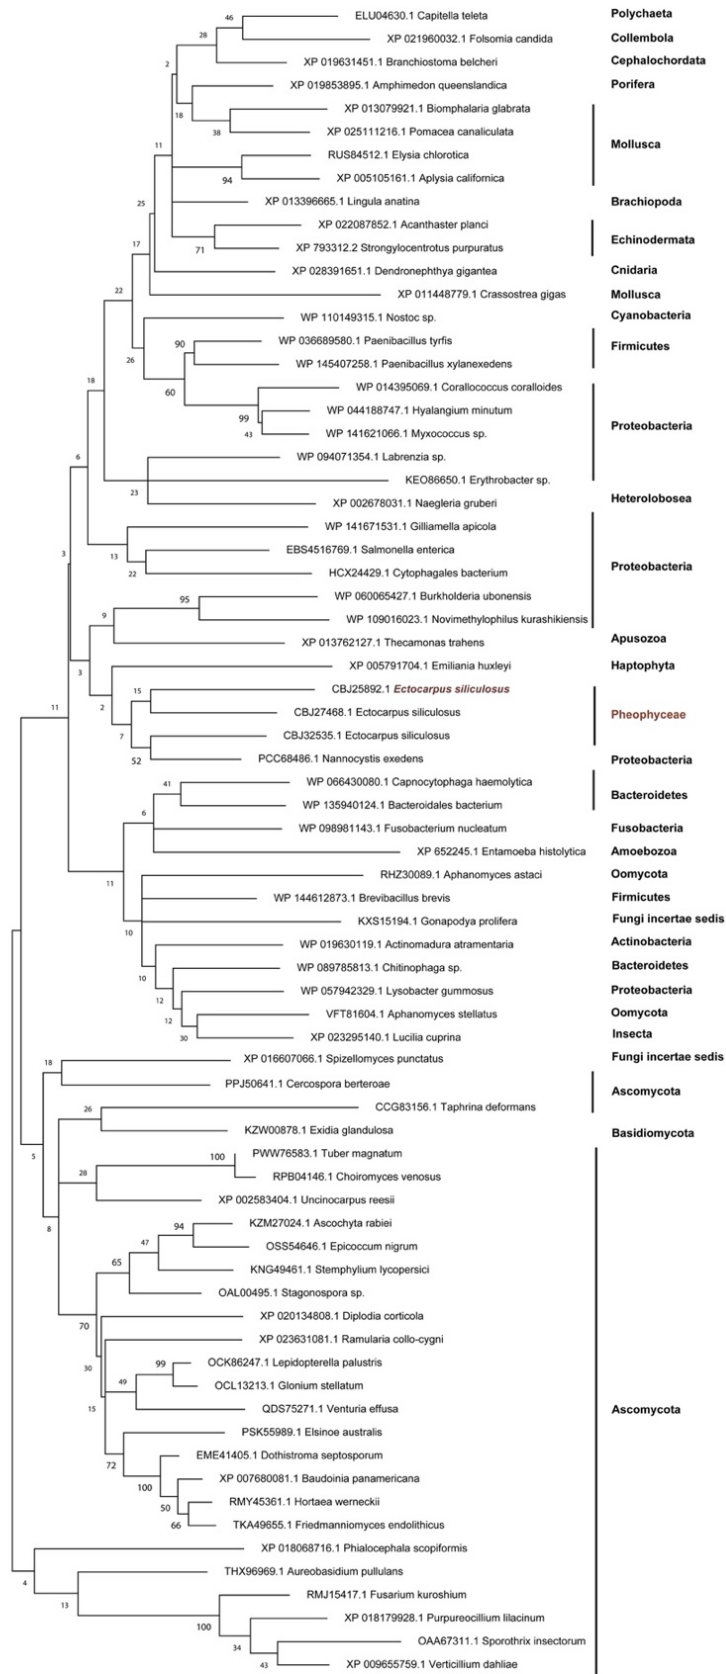 ELU04630.1 Capitella teleta
Polychaeta
46
XP 021960032.1 Folsomia candida
Collembola
28
XP 019631451.1 Branchiostoma belcheri
Cephalochordata
2
XP 019853895.1 Amphimedon queenslandica
Porifera
18
XP 013079921.1 Biomphalaria glabrata
38
XP 025111216.1 Pomacea canaliculata
Mollusca
11
RUS84512.1 Elysia chlorotica
94
XP 005105161.1 Aplysia californica
25
XP 013396665.1 Lingula anatina
Brachiopoda
XP 022087852.1 Acanthaster planci
Echinodermata
17
71
XP 793312.2 Strongylocentrotus purpuratus
XP 028391651.1 Dendronephthya gigantea
Cnidaria
22
XP 011448779.1 Crassostrea gigas
Mollusca
WP 110149315.1 Nostoc sp.
Cyanobacteria
90
WP 036689580.1 Paenibacillus tyrfis
Firmicutes
26
WP 145407258.1 Paenibacillus xylanexedens
18
60
WP 014395069.1 Corallococcus coralloides
99
WP 044188747.1 Hyalangium minutum
Proteobacteria
43
WP 141621066.1 Myxococcus sp.
6
WP 094071354.1 Labrenzia sp.
KEO86650.1 Erythrobacter sp.
23
XP 002678031.1 Naegleria gruberi
Heterolobosea
WP 141671531.1 Gilliamella apicola
3
13
EBS4516769.1 Salmonella enterica
22
HCX24429.1 Cytophagales bacterium
Proteobacteria
95
WP 060065427.1 Burkholderia ubonensis
9
WP 109016023.1 Novimethylophilus kurashikiensis
XP 013762127.1 Thecamonas trahens
Apusozoa
3
XP 005791704.1 Emiliania huxleyi
Haptophyta
15
CBJ25892.1 Ectocarpus siliculosus
2
CBJ27468.1 Ectocarpus siliculosus
Pheophyceae
11
7
CBJ32535.1 Ectocarpus siliculosus
52
PCC68486.1 Nannocystis exedens
Proteobacteria
41
WP 066430080.1 Capnocytophaga haemolytica
Bacteroidetes
WP 135940124.1 Bacteroidales bacterium
6
WP 098981143.1 Fusobacterium nucleatum
Fusobacteria
XP 652245.1 Entamoeba histolytica
Amoebozoa
11
RHZ30089.1 Aphanomyces astaci
Oomycota
WP 144612873.1 Brevibacillus brevis
Firmicutes
KXS15194.1 Gonapodya prolifera
Fungi incertae sedis
10
WP 019630119.1 Actinomadura atramentaria
Actinobacteria
10
WP 089785813.1 Chitinophaga sp.
Bacteroidetes
12
WP 057942329.1 Lysobacter gummosus
Proteobacteria
12
VFT81604.1 Aphanomyces stellatus
Oomycota
30
XP 023295140.1 Lucilia cuprina
Insecta
18
XP 016607066.1 Spizellomyces punctatus
Fungi incertae sedis
PPJ50641.1 Cercospora berteroae
Ascomycota
26
CCG83156.1 Taphrina deformans
KZW00878.1 Exidia glandulosa
Basidiomycota
5
100
PWW76583.1 Tuber magnatum
28
RPB04146.1 Choiromyces venosus
XP 002583404.1 Uncinocarpus reesii
8
94
KZM27024.1 Ascochyta rabiei
47
OSS54646.1 Epicoccum nigrum
65
KNG49461.1 Stemphylium lycopersici
OAL00495.1 Stagonospora sp.
70
XP 020134808.1 Diplodia corticola
XP 023631081.1 Ramularia collo-cygni
30
99
OCK86247.1 Lepidopterella palustris
49
OCL13213.1 Glonium stellatum
15
QDS75271.1 Venturia effusa
Ascomycota
PSK55989.1 Elsinoe australis
72
EME41405.1 Dothistroma septosporum
100
XP 007680081.1 Baudoinia panamericana
50
RMY45361.1 Hortaea werneckii
66
TKA49655.1 Friedmanniomyces endolithicus
XP 018068716.1 Phialocephala scopiformis
4
THX96969.1 Aureobasidium pullulans
13
RMJ15417.1 Fusarium kuroshium
100
XP 018179928.1 Purpureocillium lilacinum
34
OAA67311.1 Sporothrix insectorum
43
XP 009655759.1 Verticillium dahliae